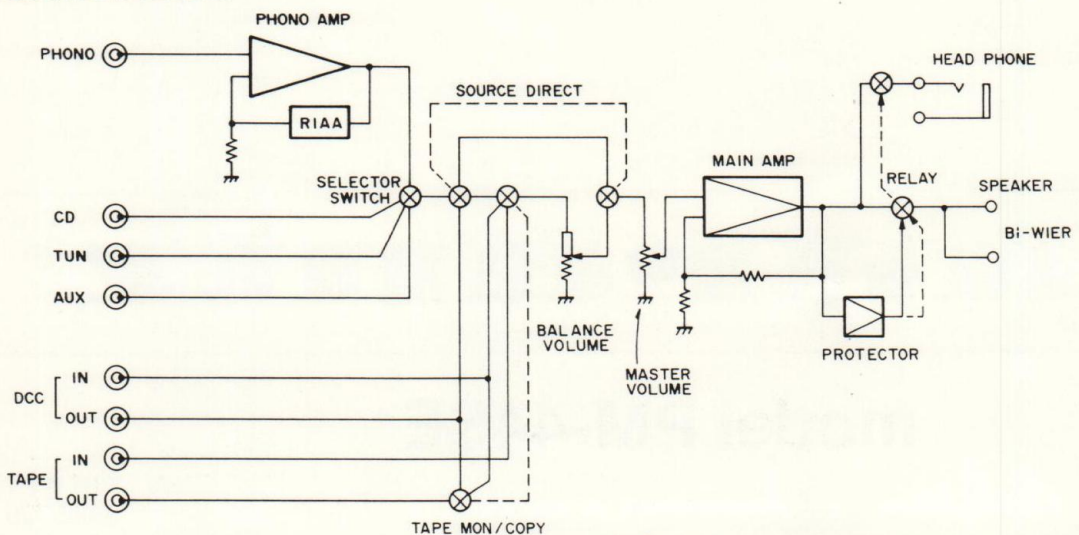 PHONO AMP
PHONO
RIAA
SOURCE DIRECT
HEAD PHONE
MAIN AMP
SELECTOR
SWITCH
RELAY
SPEAKER
Bi-WIER
CD
TUN
AUX
BALANCE
VOLUME
MASTER
VOLUME
PROTECTOR
DCC
IN
OUT
TAPE
IN
OUT
TAPE MON/COPY